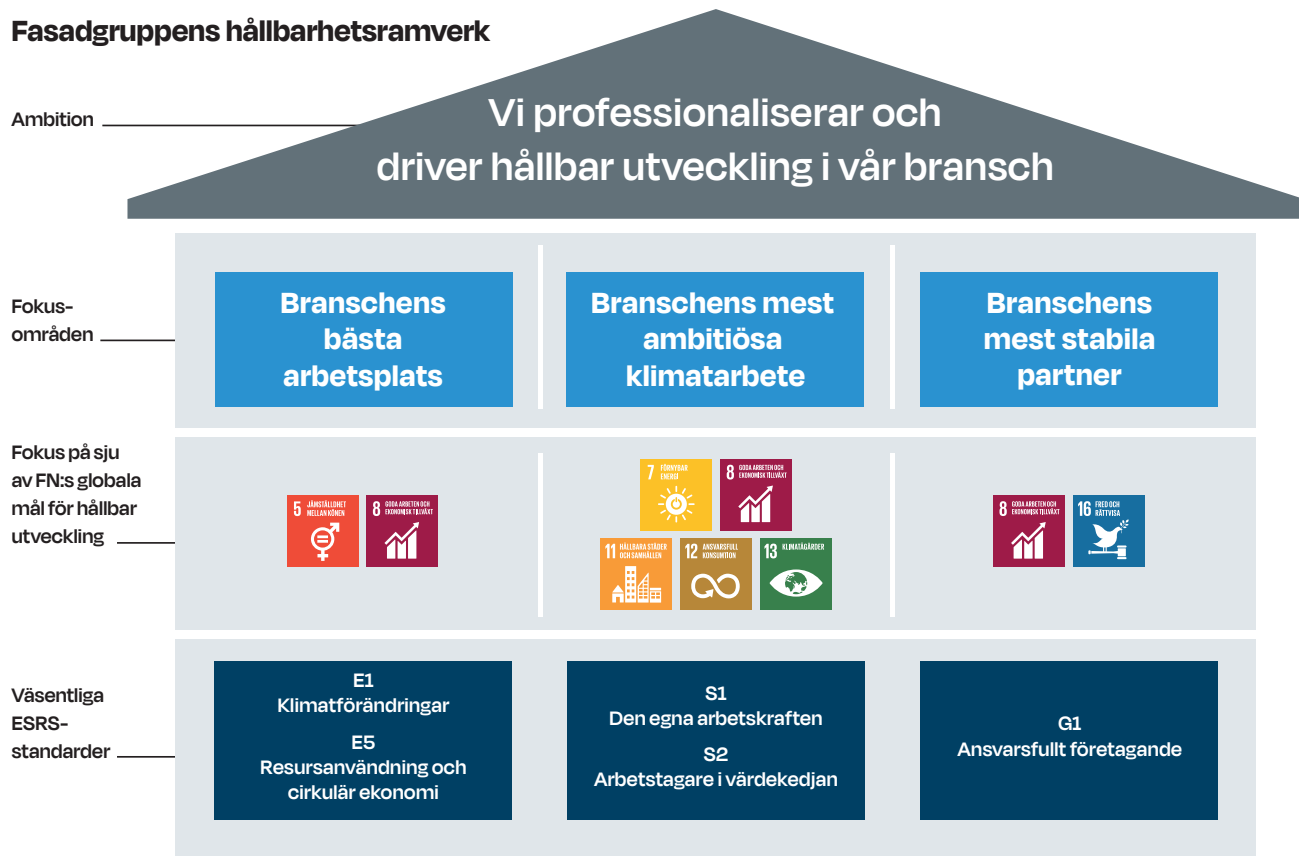 Fasadgruppens hållbarhetsramverk
Ambition
Vi professionaliserar och
driver hållbar utveckling i vår bransch
Fokus-
områden
Branschens
bästa
arbetsplats
Branschens mest
ambitiösa
klimatarbete
Branschens
mest stabila
partner
Fokus på sju
av FN:s globala
mål för hållbar
utveckling
5 JÄMSTÄLLDHET
MELLAN KÖNEN
8 GODA ARBETEN OCH
EKONOMISK TILLVÄXT
7 FÖRNYBAR
ENERGI
8 GODA ARBETEN OCH
EKONOMISK TILLVÄXT
11 HÅLLBARA STÄDER
OCH SAMHÄLLEN
12 ANSVARSFULL
KONSUMTION
13 KLIMATÅGÄRDER
8 GODA ARBETEN OCH
EKONOMISK TILLVÄXT
16 FRED OCH
RÄTTVISA
Väsentliga
ESRS-
standarder
E1
Klimatförändringar
E5
Resursanvändning och
cirkulär ekonomi
S1
Den egna arbetskraften
S2
Arbetstagare i värdekedjan
G1
Ansvarsfullt företagande